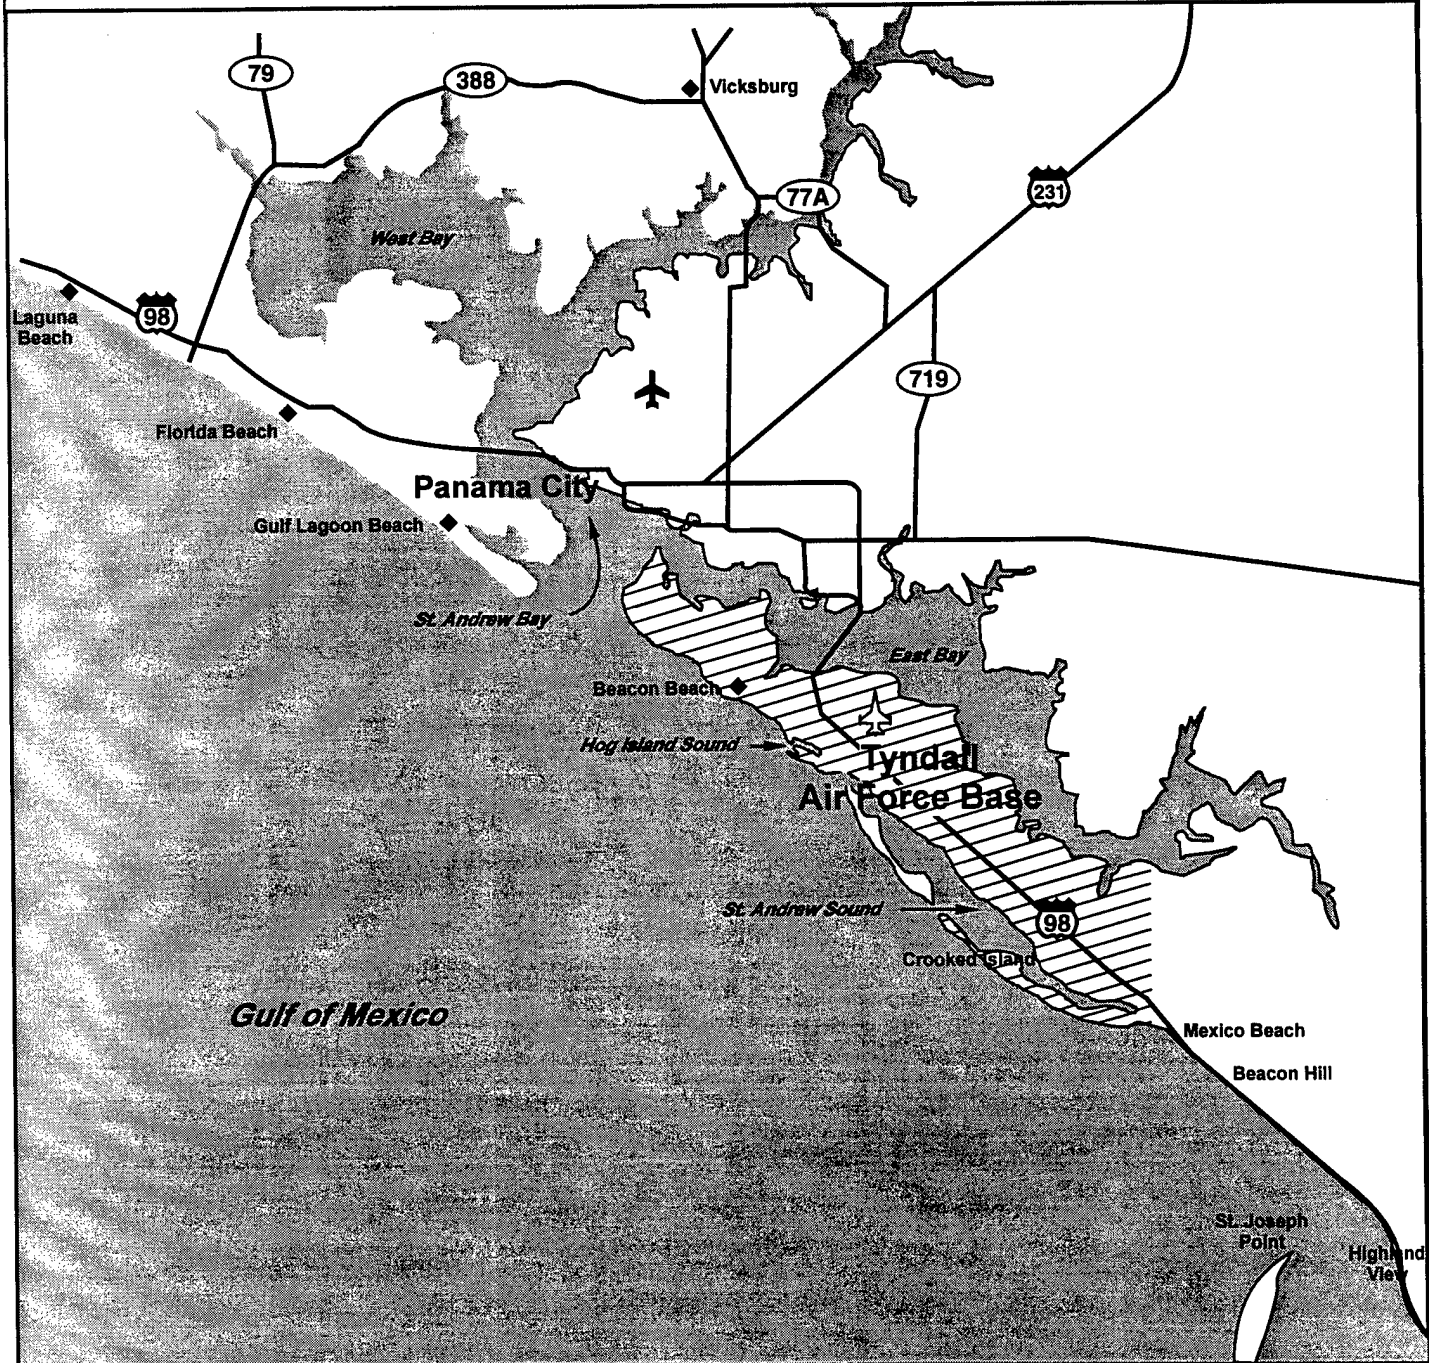 79
388
Vicksburg
77A
231
West Bay
98
Laguna
Beach
719
Florida Beach
Panama City
Gulf Lagoon Beach
St. Andrew Bay
East Bay
Beacon Beach
Hog Island Sound
Tyndall
Air Force Base
St. Andrew Sound
98
Crooked Island
Gulf of Mexico
Mexico Beach
Beacon Hill
St. Joseph
Point
Highland
View